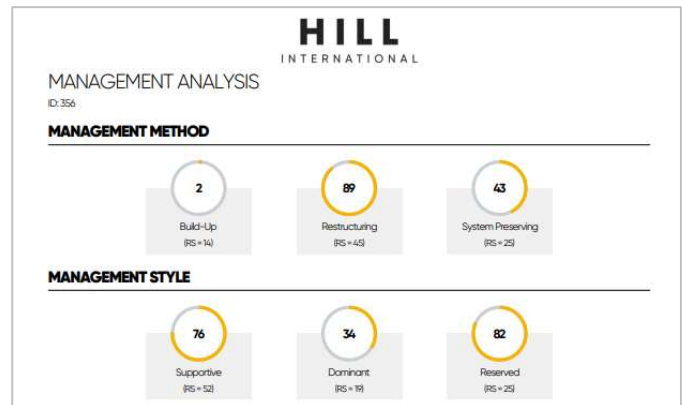 HILL
INTERNATIONAL
MANAGEMENT ANALYSIS
ID: 356
MANAGEMENT METHOD
2 89 43
Build-Up Restructuring System Preserving
(RS = 14) (RS = 45) (RS = 25)
MANAGEMENT STYLE
76 34 82
Supportive Dominant Reserved
(RS = 52) (RS = 19) (RS = 25)